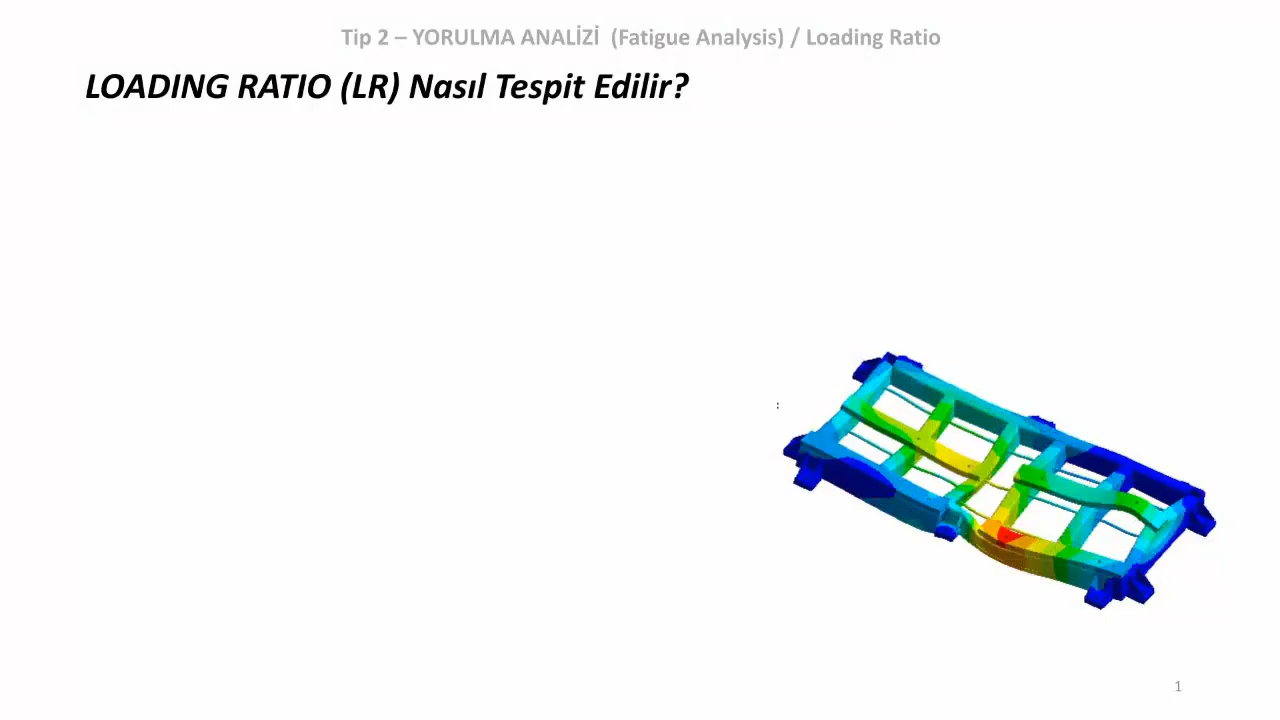 Tip 2 – YORULMA ANALİZİ (Fatigue Analysis) / Loading Ratio
LOADING RATIO (LR) Nasıl Tespit Edilir?
:
1